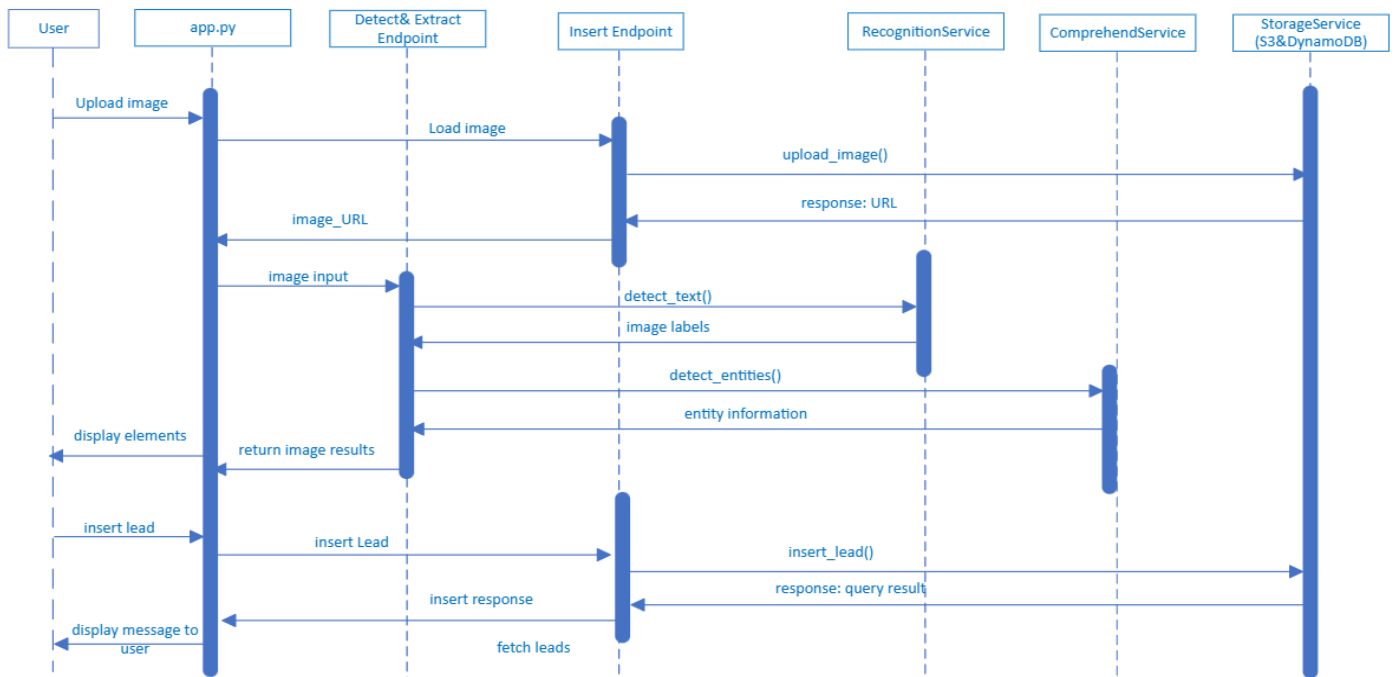 User
app.py
Detect& Extract
Endpoint
Insert Endpoint
RecognitionService
ComprehendService
StorageService
(S3&DynamoDB)
Upload image
Load image
upload_image()
response: URL
image_URL
image input
detect_text()
image labels
detect_entities()
entity information
display elements
return image results
insert lead
insert Lead
insert_lead()
response: query result
insert response
display message to
user
fetch leads